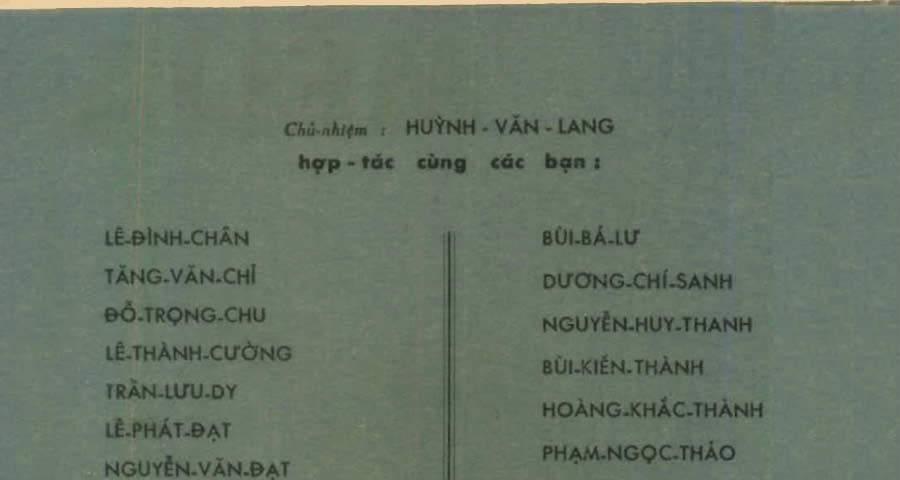 Chủ-nhiệm : HUỲNH - VĂN - LANG
hợp - tác cùng các bạn :
LÊ-ĐÌNH-CHÂN
TĂNG-VĂN-CHỈ
ĐỖ-TRỌNG-CHU
LÊ-THÀNH-CƯỜNG
TRẦN-LƯU-DY
LÊ-PHÁT-ĐẠT
NGUYỄN-VĂN-ĐẠT
BÙI-BÁ-LƯ
DƯƠNG-CHÍ-SANH
NGUYỄN-HUY-THANH
BÙI-KIẾN-THÀNH
HOÀNG-KHẮC-THÀNH
PHẠM-NGỌC-THẢO